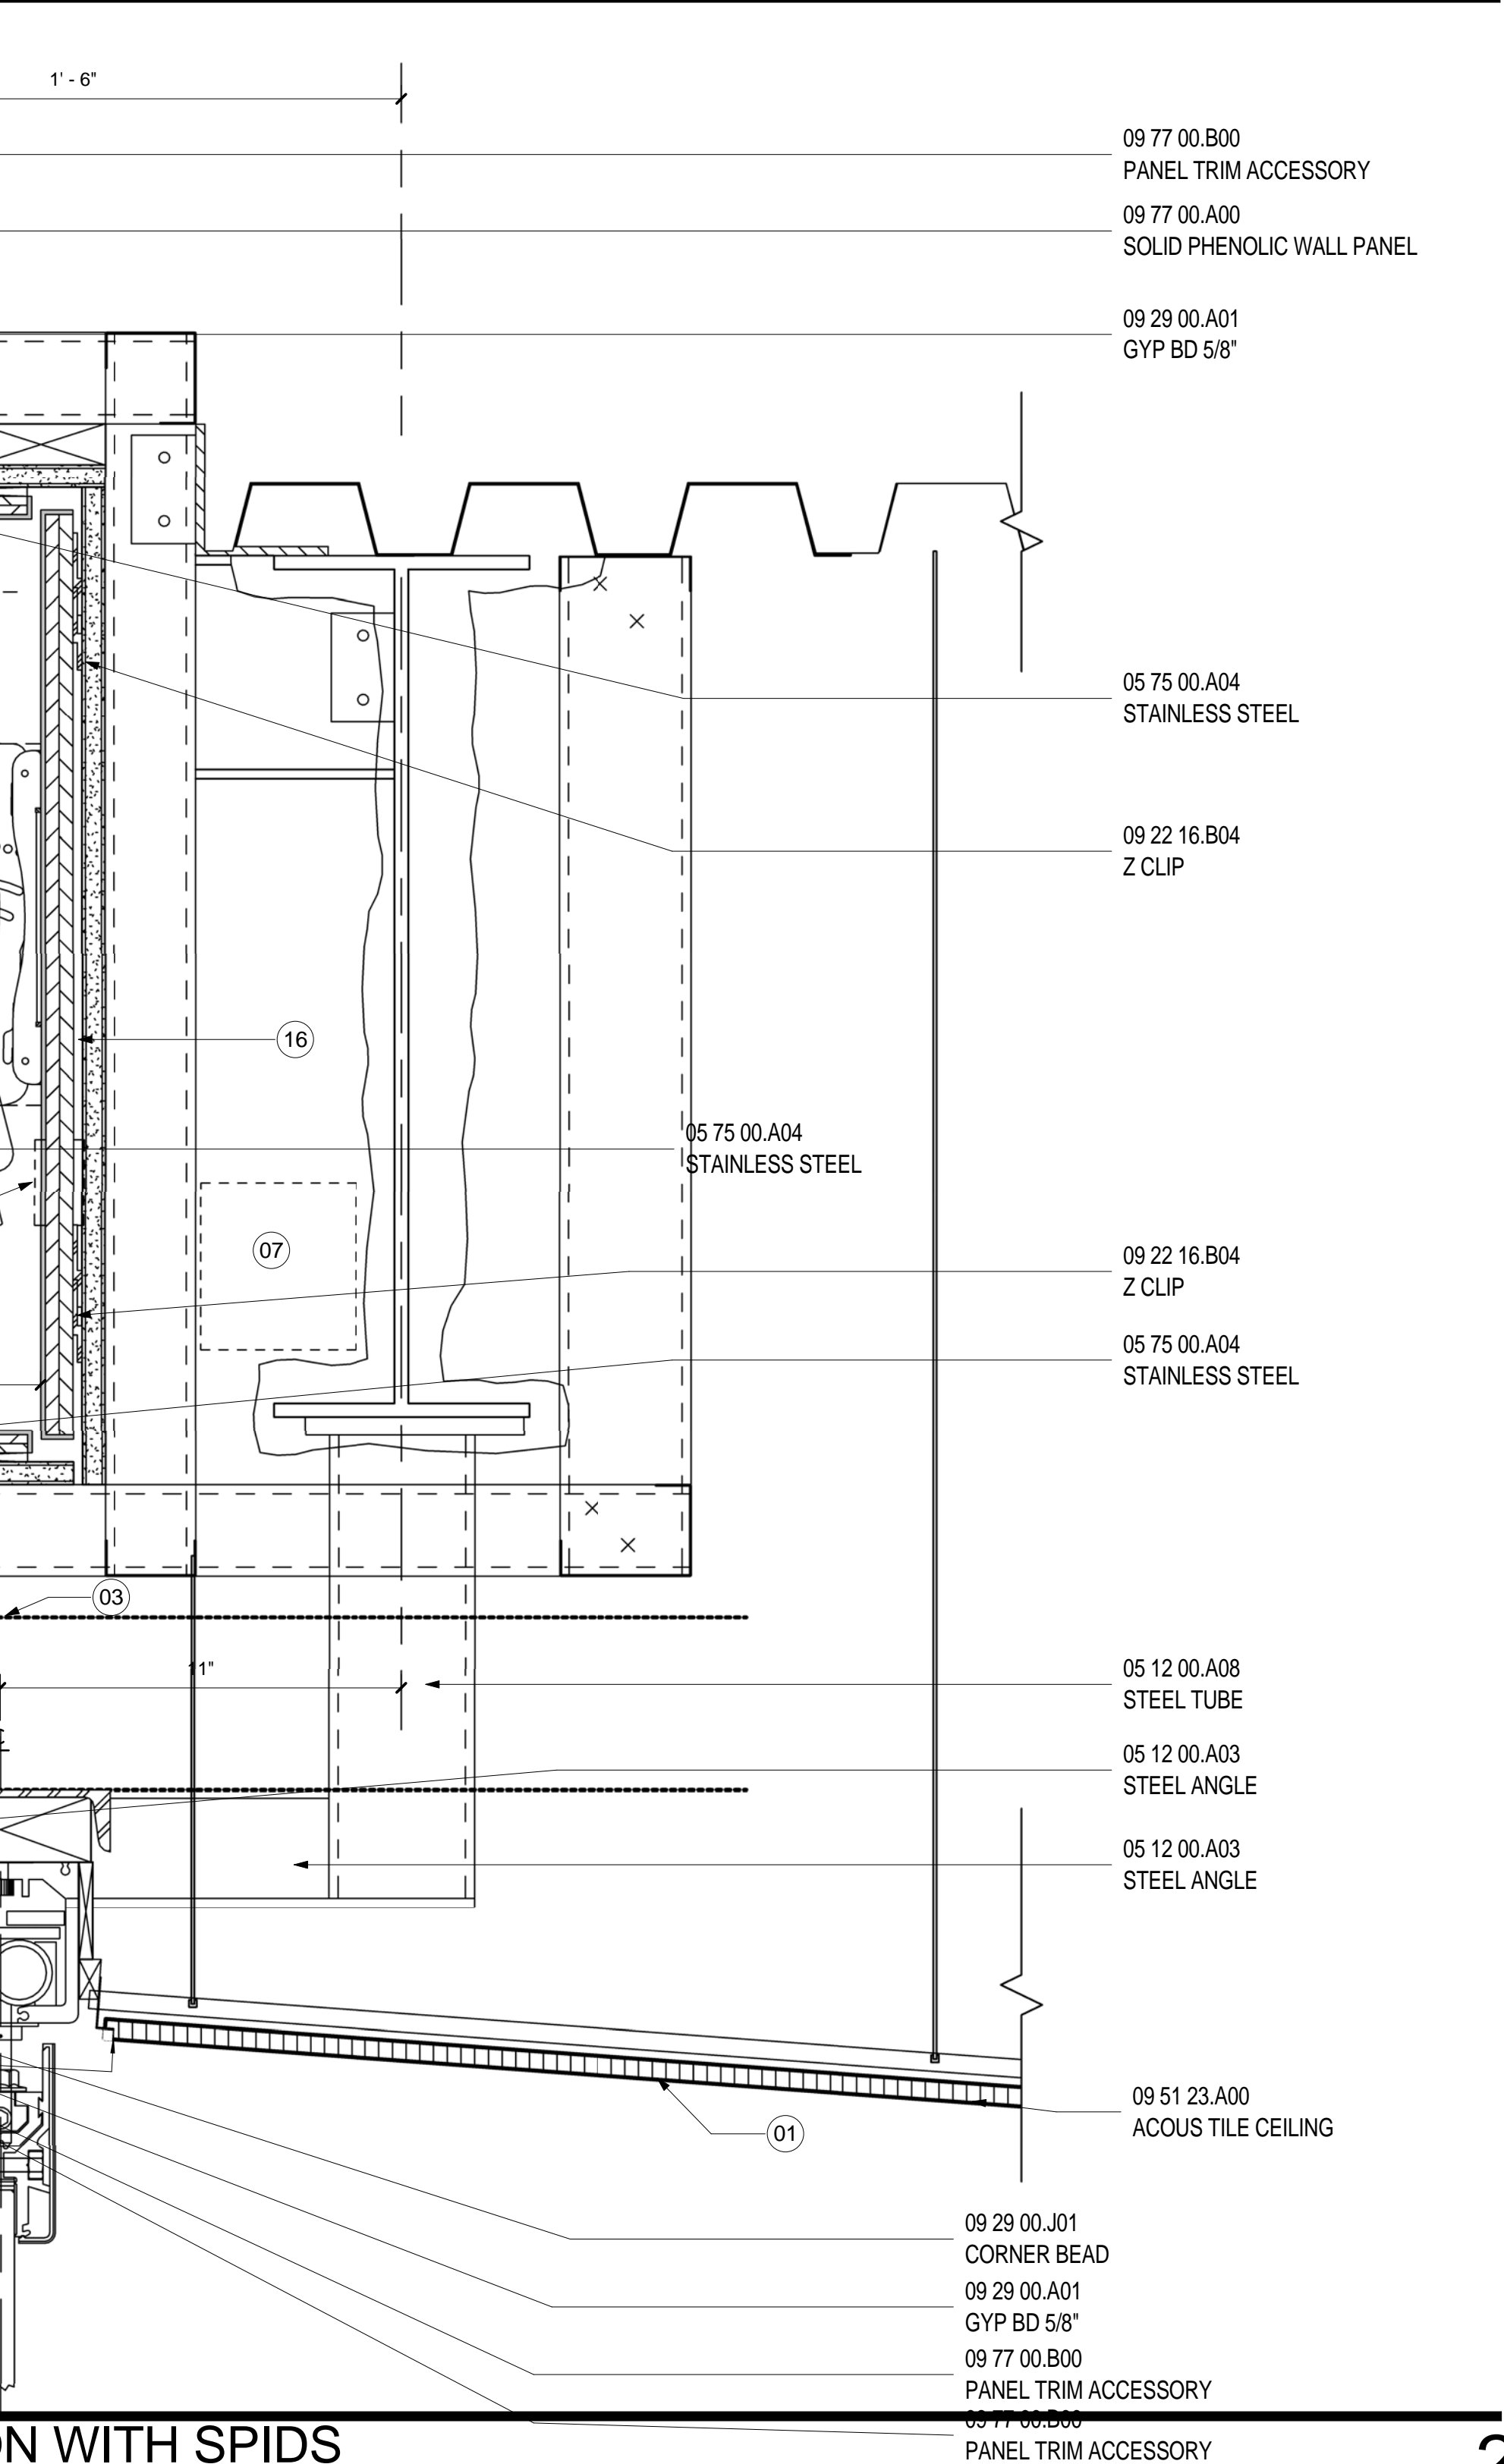 1' - 6"
09 77 00.B00
PANEL TRIM ACCESSORY
09 77 00.A00
SOLID PHENOLIC WALL PANEL
09 29 00.A01
GYP BD 5/8"
05 75 00.A04
STAINLESS STEEL
09 22 16.B04
Z CLIP
16
05 75 00.A04
STAINLESS STEEL
07
09 22 16.B04
Z CLIP
05 75 00.A04
STAINLESS STEEL
03
11"
05 12 00.A08
STEEL TUBE
05 12 00.A03
STEEL ANGLE
05 12 00.A03
STEEL ANGLE
09 51 23.A00
ACOUS TILE CEILING
01
09 29 00.J01
CORNER BEAD
09 29 00.A01
GYP BD 5/8"
09 77 00.B00
PANEL TRIM ACCESSORY
09 77 00.B00
PANEL TRIM ACCESSORY
ON WITH SPIDS
2